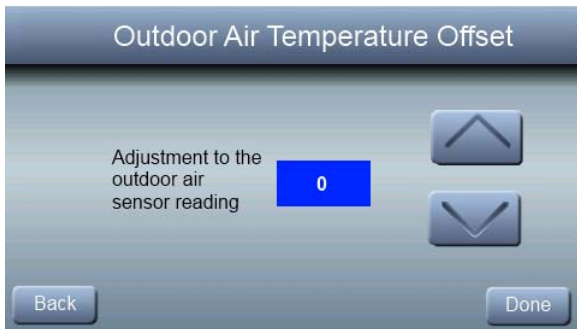 Outdoor Air Temperature Offset
Adjustment to the
outdoor air
sensor reading
0
Back
Done